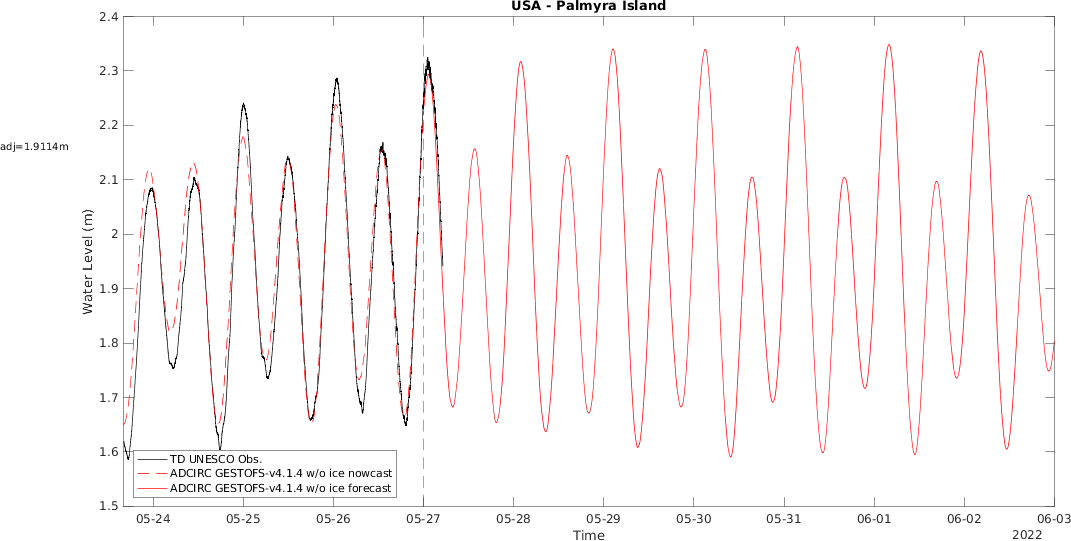 USA - Palmyra Island
2.4
2.3
2.2
adj=1.9114m
2.1
2
1.9
1.8
1.7
1.6
1.5
Water Level (m)
TD UNESCO Obs.
ADCIRC GESTOFS-v4.1.4 w/o ice nowcast
ADCIRC GESTOFS-v4.1.4 w/o ice forecast
05-24 05-25 05-26 05-27 05-28 05-29 05-30 05-31 06-01 06-02 06-03
Time
2022